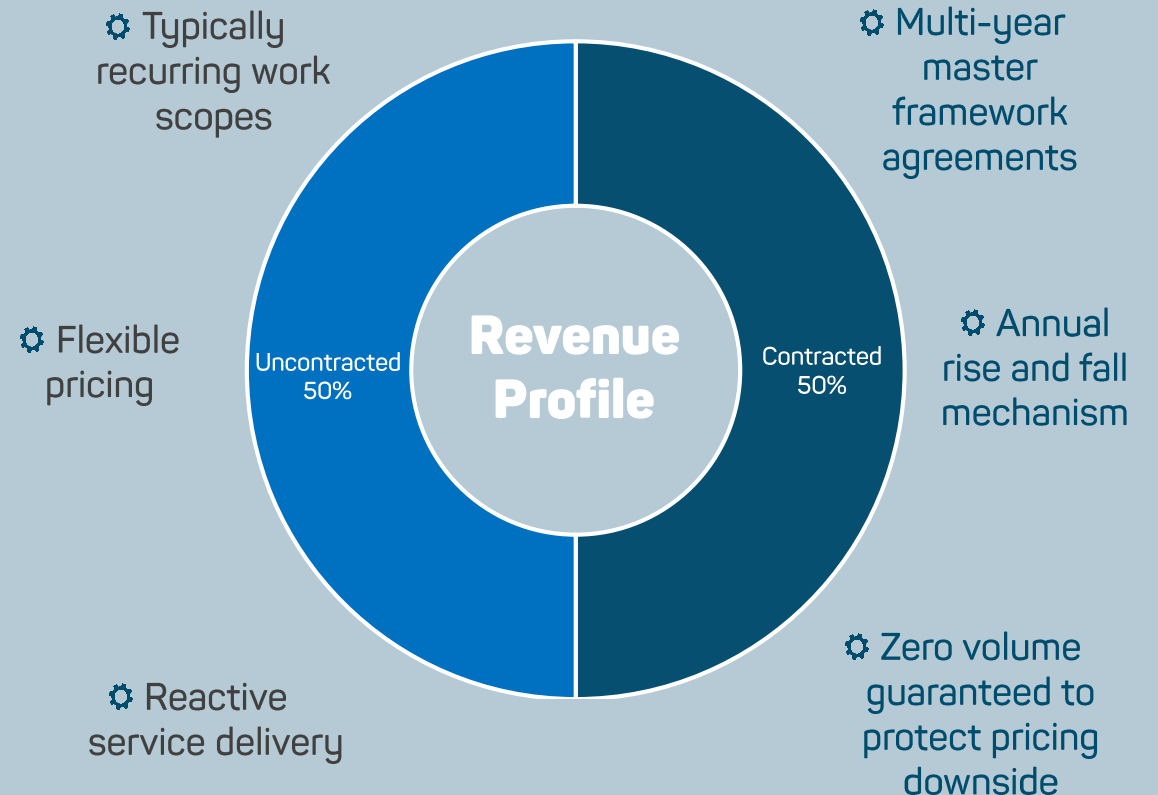 Typically
recurring work
scopes
Flexible
pricing
Reactive
service delivery
Uncontracted
50%
Revenue
Profile
Contracted
50%
Multi-year
master
framework
agreements
Annual
rise and fall
mechanism
Zero volume
guaranteed to
protect pricing
downside